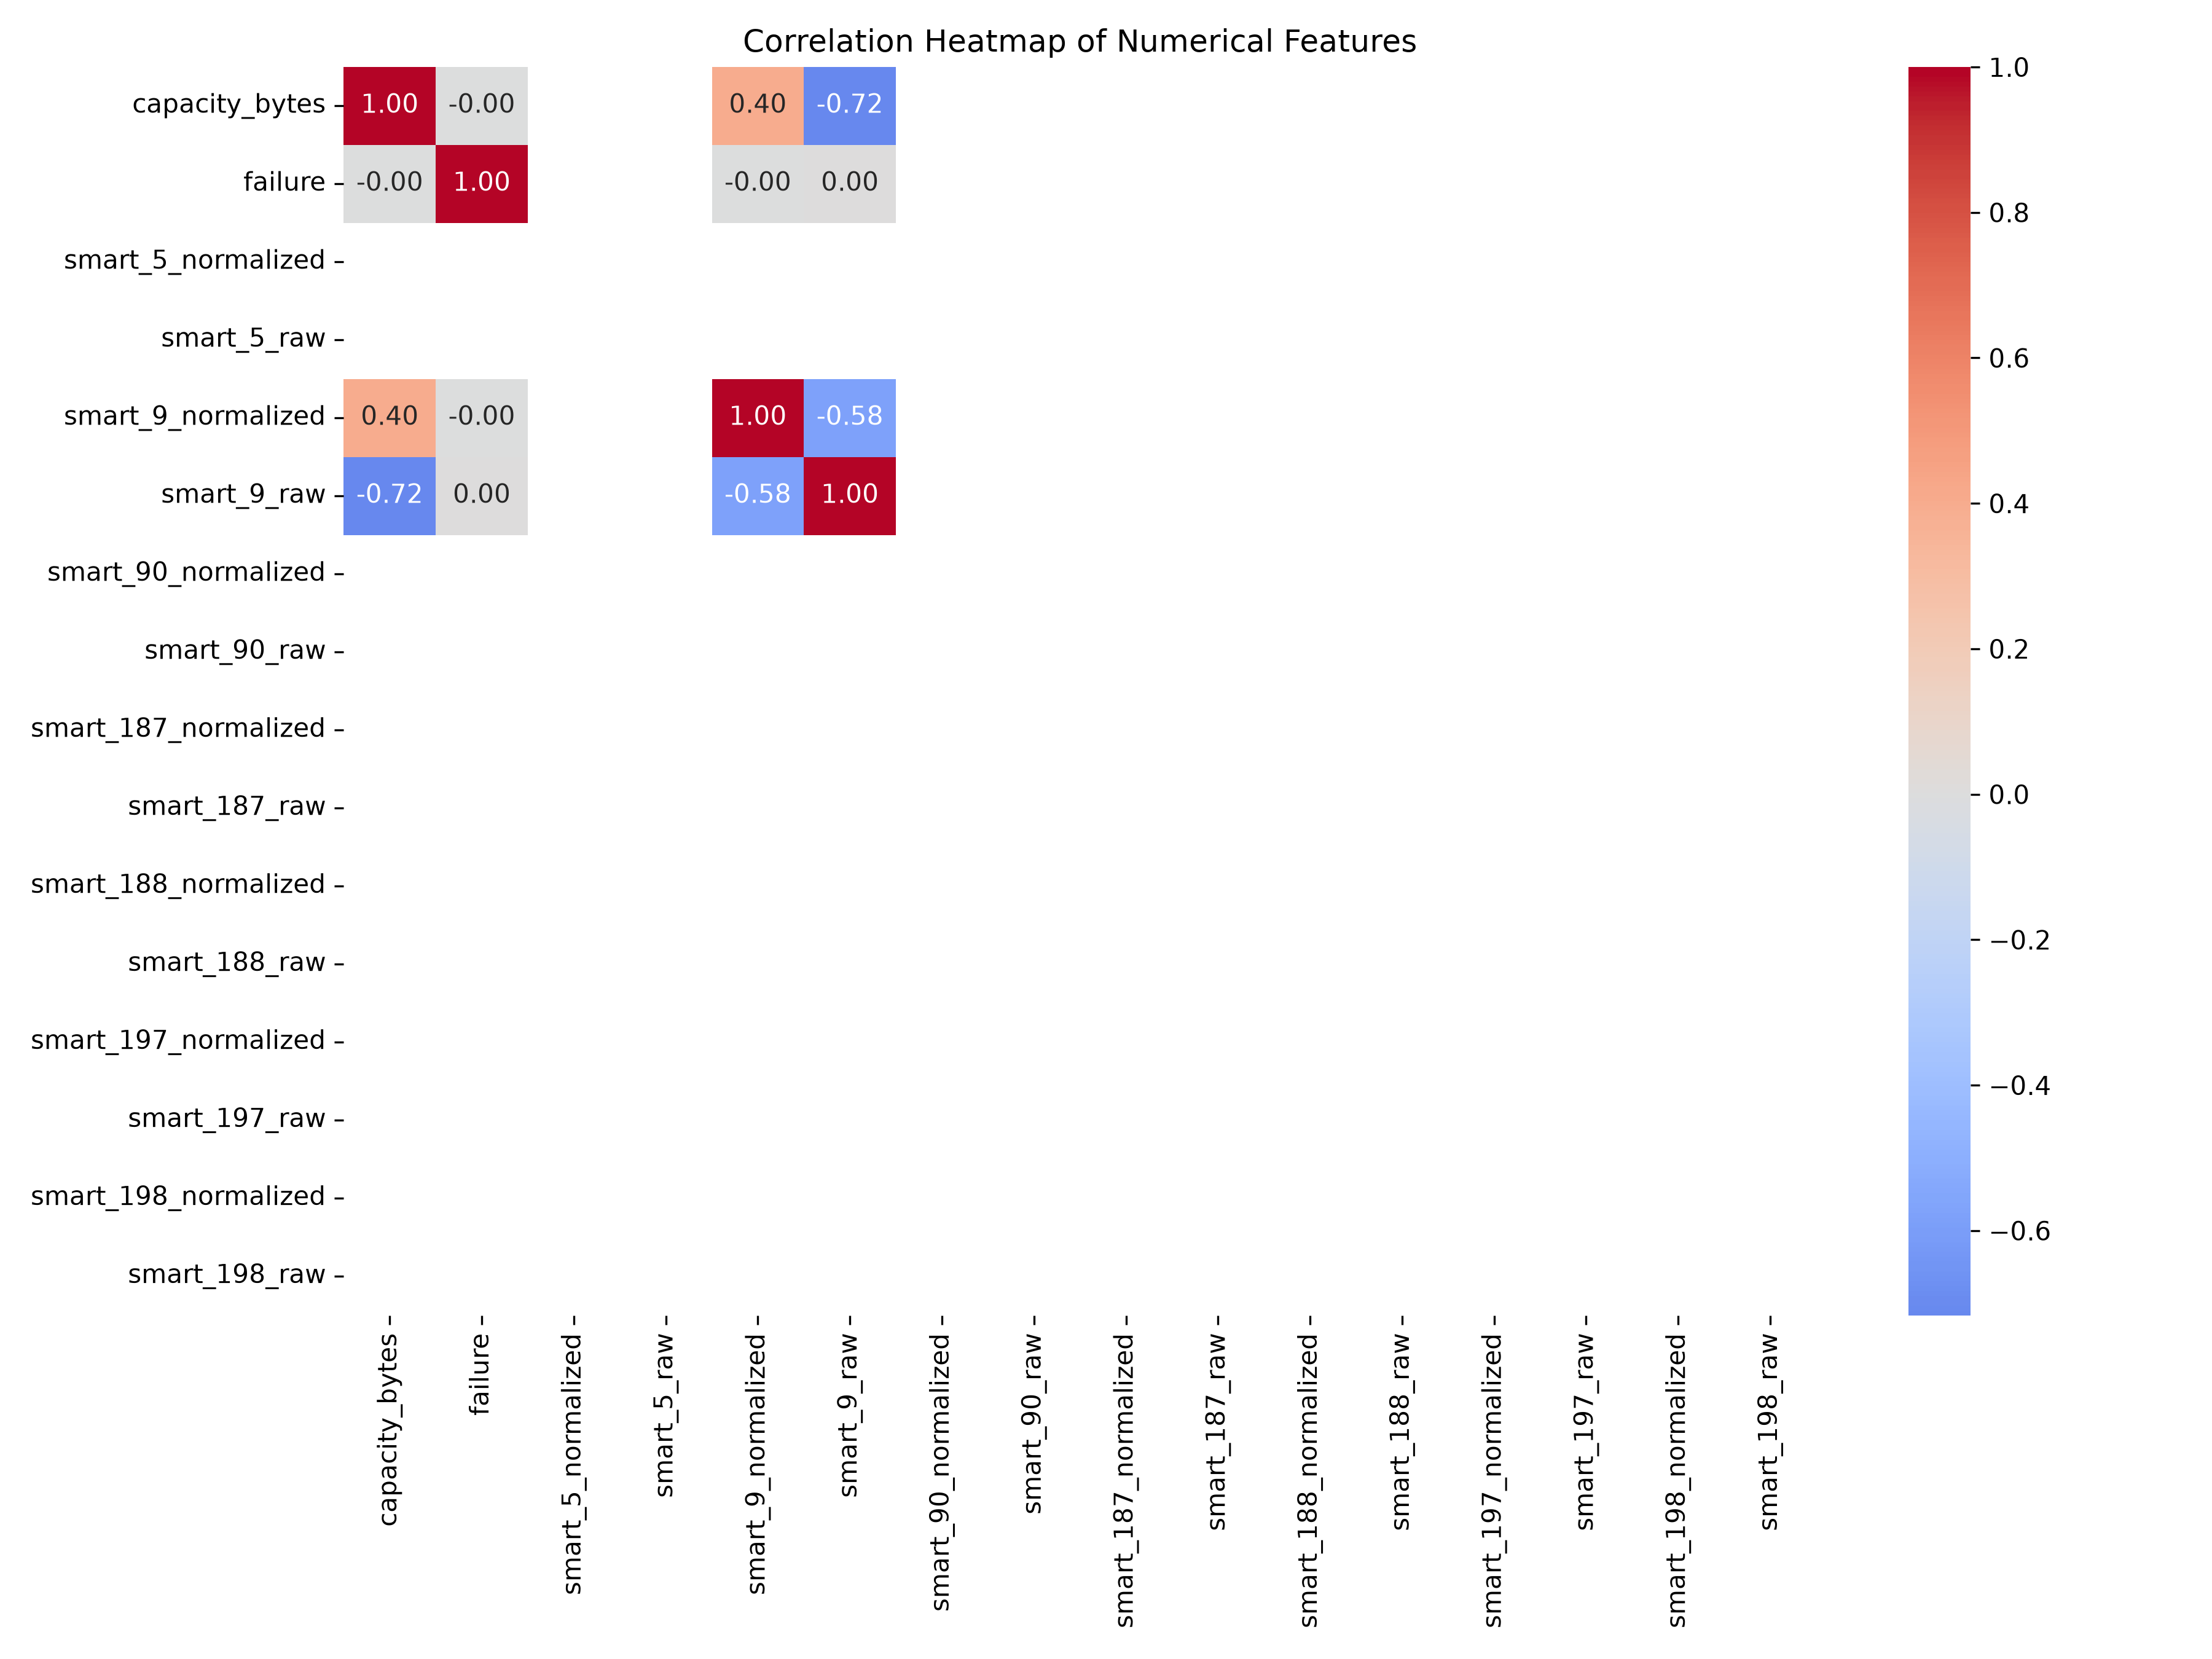 Correlation Heatmap of Numerical Features
capacity_bytes 1.00 -0.00 0.40 -0.72
failure -0.00 1.00 -0.00 0.00
smart_5_normalized
smart_5_raw
smart_9_normalized 0.40 -0.00 1.00 -0.58
smart_9_raw -0.72 0.00 -0.58 1.00
smart_90_normalized
smart_90_raw
smart_187_normalized
smart_187_raw
smart_188_normalized
smart_188_raw
smart_197_normalized
smart_197_raw
smart_198_normalized
smart_198_raw
capacity_bytes
failure
smart_5_normalized
smart_5_raw
smart_9_normalized
smart_9_raw
smart_90_normalized
smart_90_raw
smart_187_normalized
smart_187_raw
smart_188_normalized
smart_188_raw
smart_197_normalized
smart_197_raw
smart_198_normalized
smart_198_raw
1.0
0.8
0.6
0.4
0.2
0.0
−0.2
−0.4
−0.6